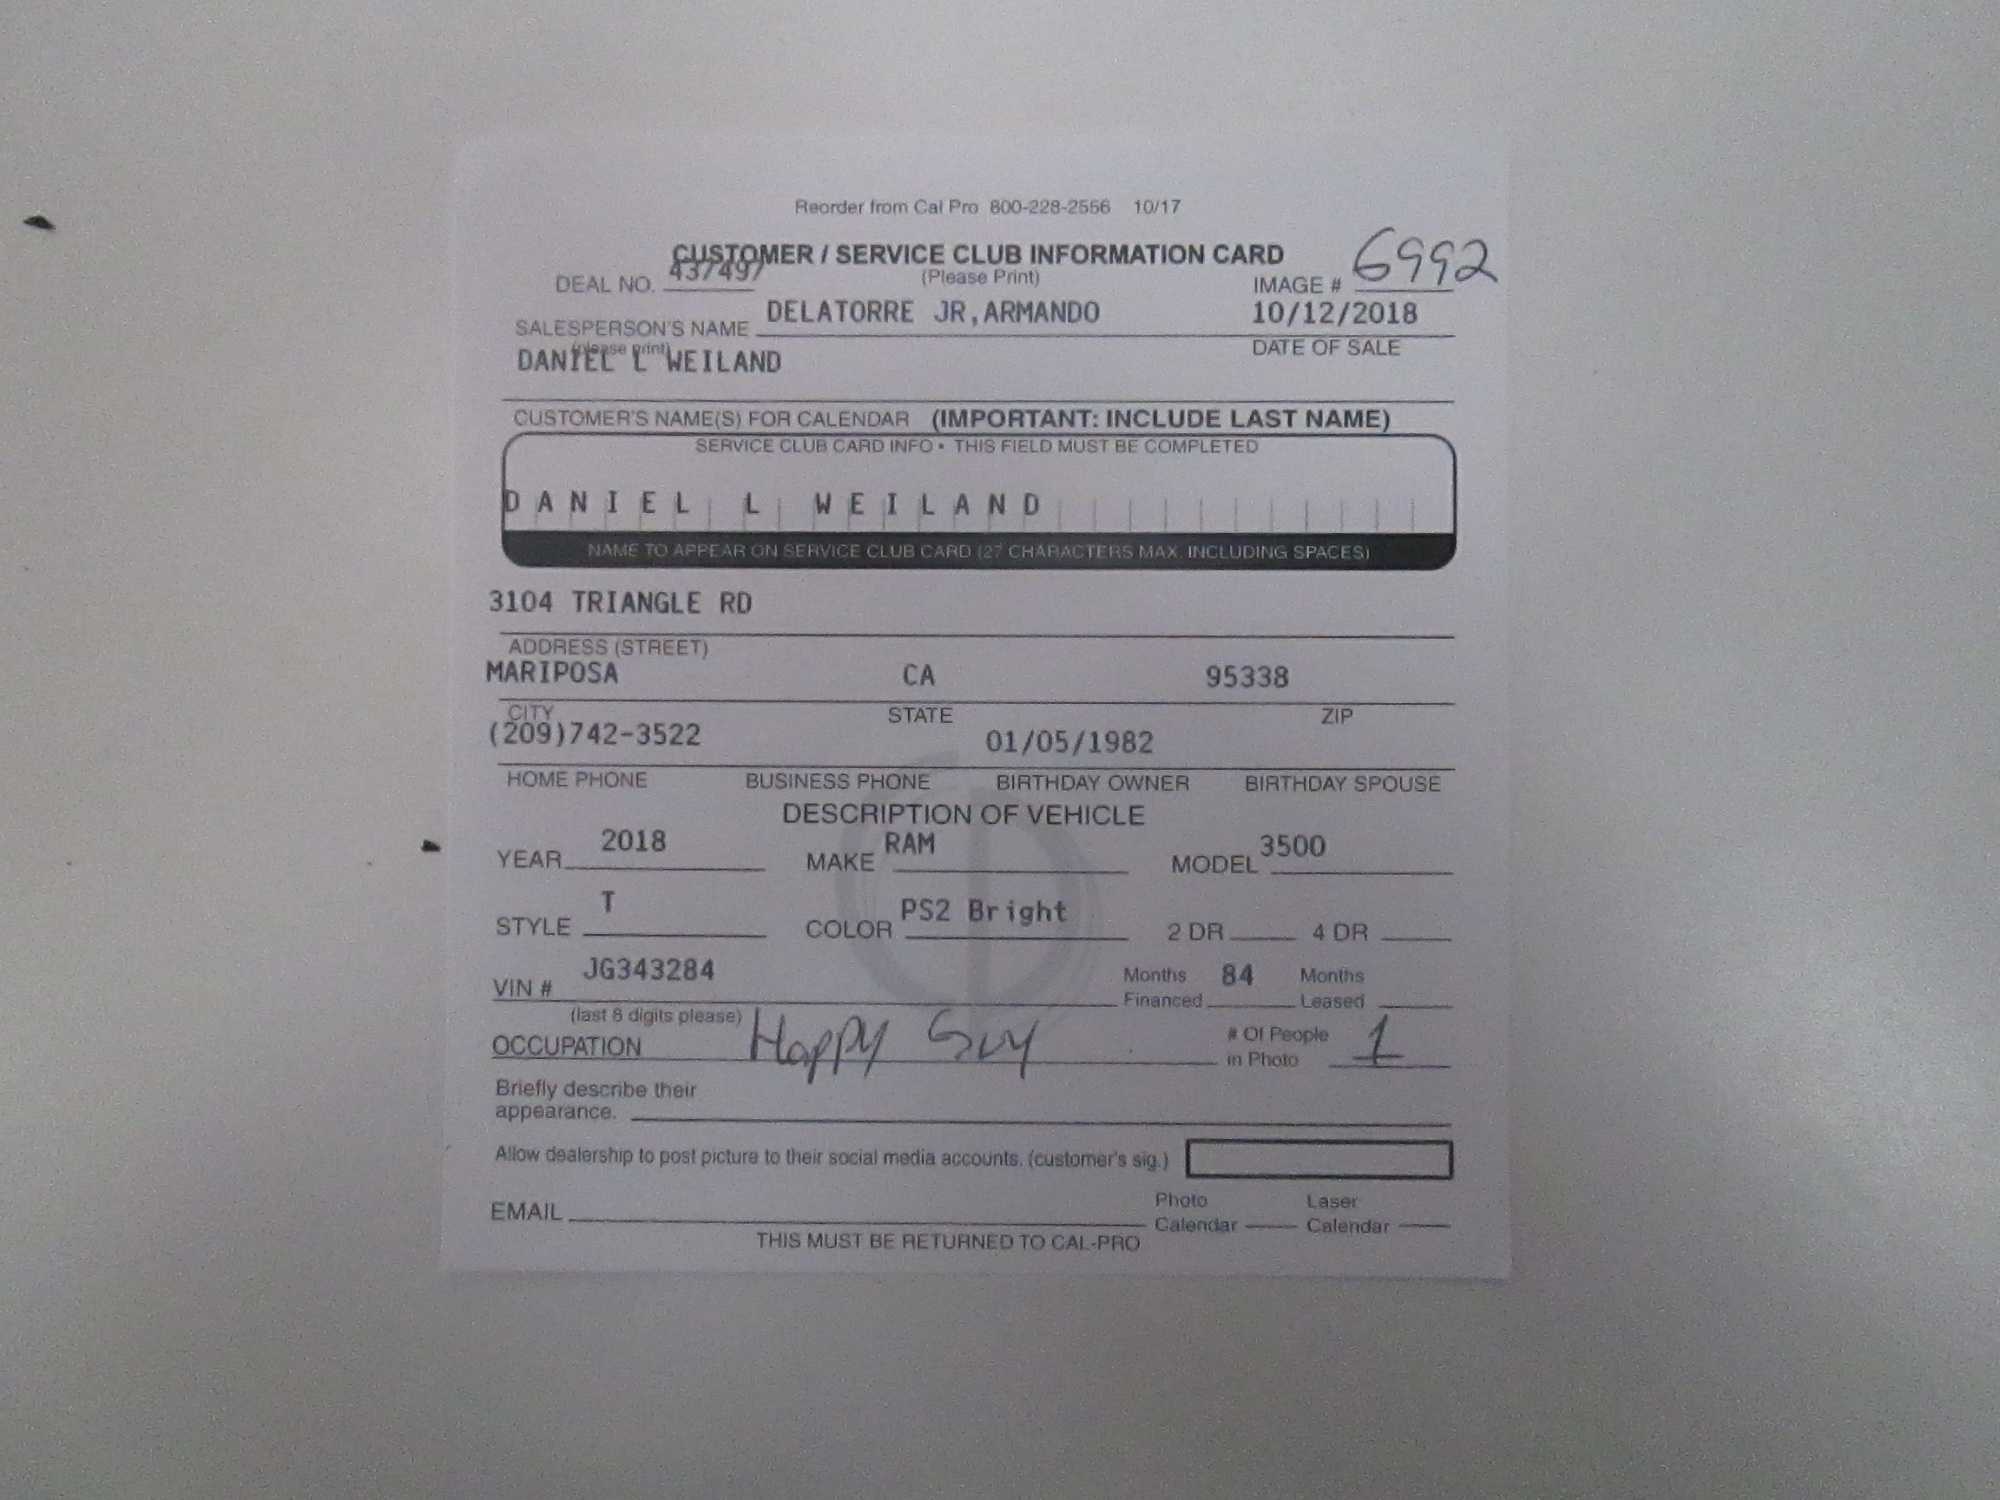 Reorder from Cal Pro 800-228-2556 10/17
CUSTOMER / SERVICE CLUB INFORMATION CARD
DEAL NO. 437497 (Please Print) IMAGE # 6992
SALESPERSON'S NAME DELATORRE JR,ARMANDO 10/12/2018
(please print) DATE OF SALE
DANIEL L WEILAND
CUSTOMER'S NAME(S) FOR CALENDAR (IMPORTANT: INCLUDE LAST NAME)
SERVICE CLUB CARD INFO • THIS FIELD MUST BE COMPLETED
DANIEL L WEILAND
NAME TO APPEAR ON SERVICE CLUB CARD (27 CHARACTERS MAX. INCLUDING SPACES)
3104 TRIANGLE RD
ADDRESS (STREET)
MARIPOSA CA 95338
CITY STATE ZIP
(209)742-3522 01/05/1982
HOME PHONE BUSINESS PHONE BIRTHDAY OWNER BIRTHDAY SPOUSE
DESCRIPTION OF VEHICLE
YEAR 2018 MAKE RAM MODEL 3500
STYLE T COLOR PS2 Bright 2 DR 4 DR
VIN # JG343284 Months Financed 84 Months Leased
(last 8 digits please)
OCCUPATION Happy Guy # Of People in Photo 1
Briefly describe their
appearance.
Allow dealership to post picture to their social media accounts. (customer's sig.)
EMAIL Photo Calendar Laser Calendar
THIS MUST BE RETURNED TO CAL-PRO